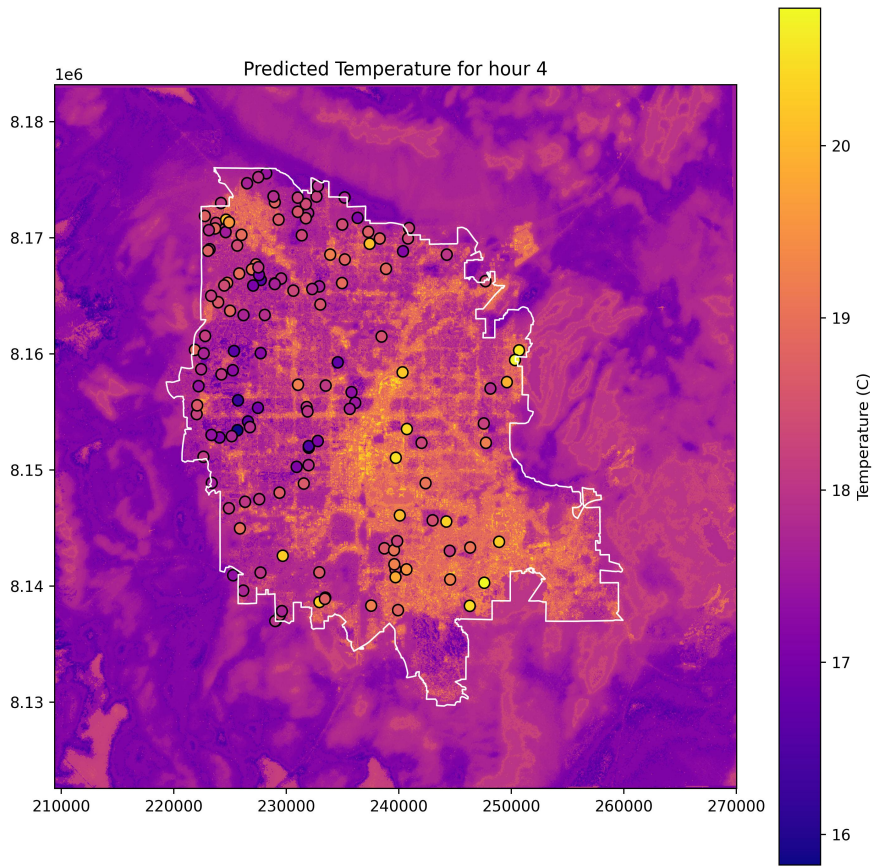 Predicted Temperature for hour 4
1e6
8.18
8.17
8.16
8.15
8.14
8.13
210000 220000 230000 240000 250000 260000 270000
20
19
18
17
16
Temperature (C)